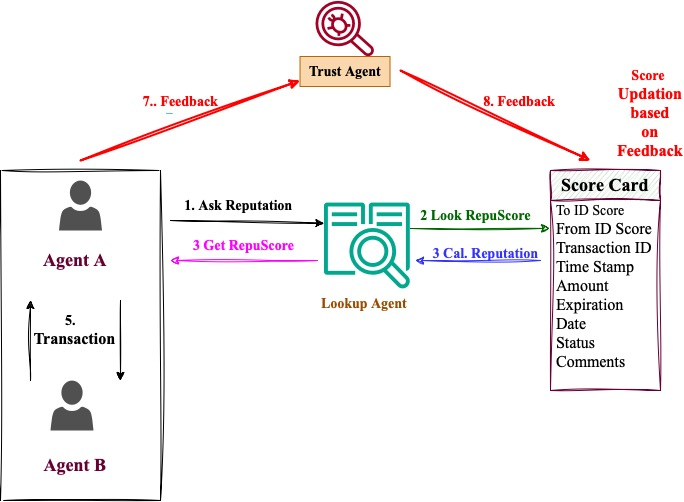 Trust Agent
7.. Feedback
8. Feedback
Score
Updation
based
on
Feedback
Score Card
To ID Score
From ID Score
Transaction ID
Time Stamp
Amount
Expiration
Date
Status
Comments
1. Ask Reputation
2 Look RepuScore
3 Get RepuScore
3 Cal. Reputation
Lookup Agent
Agent A
5.
Transaction
Agent B